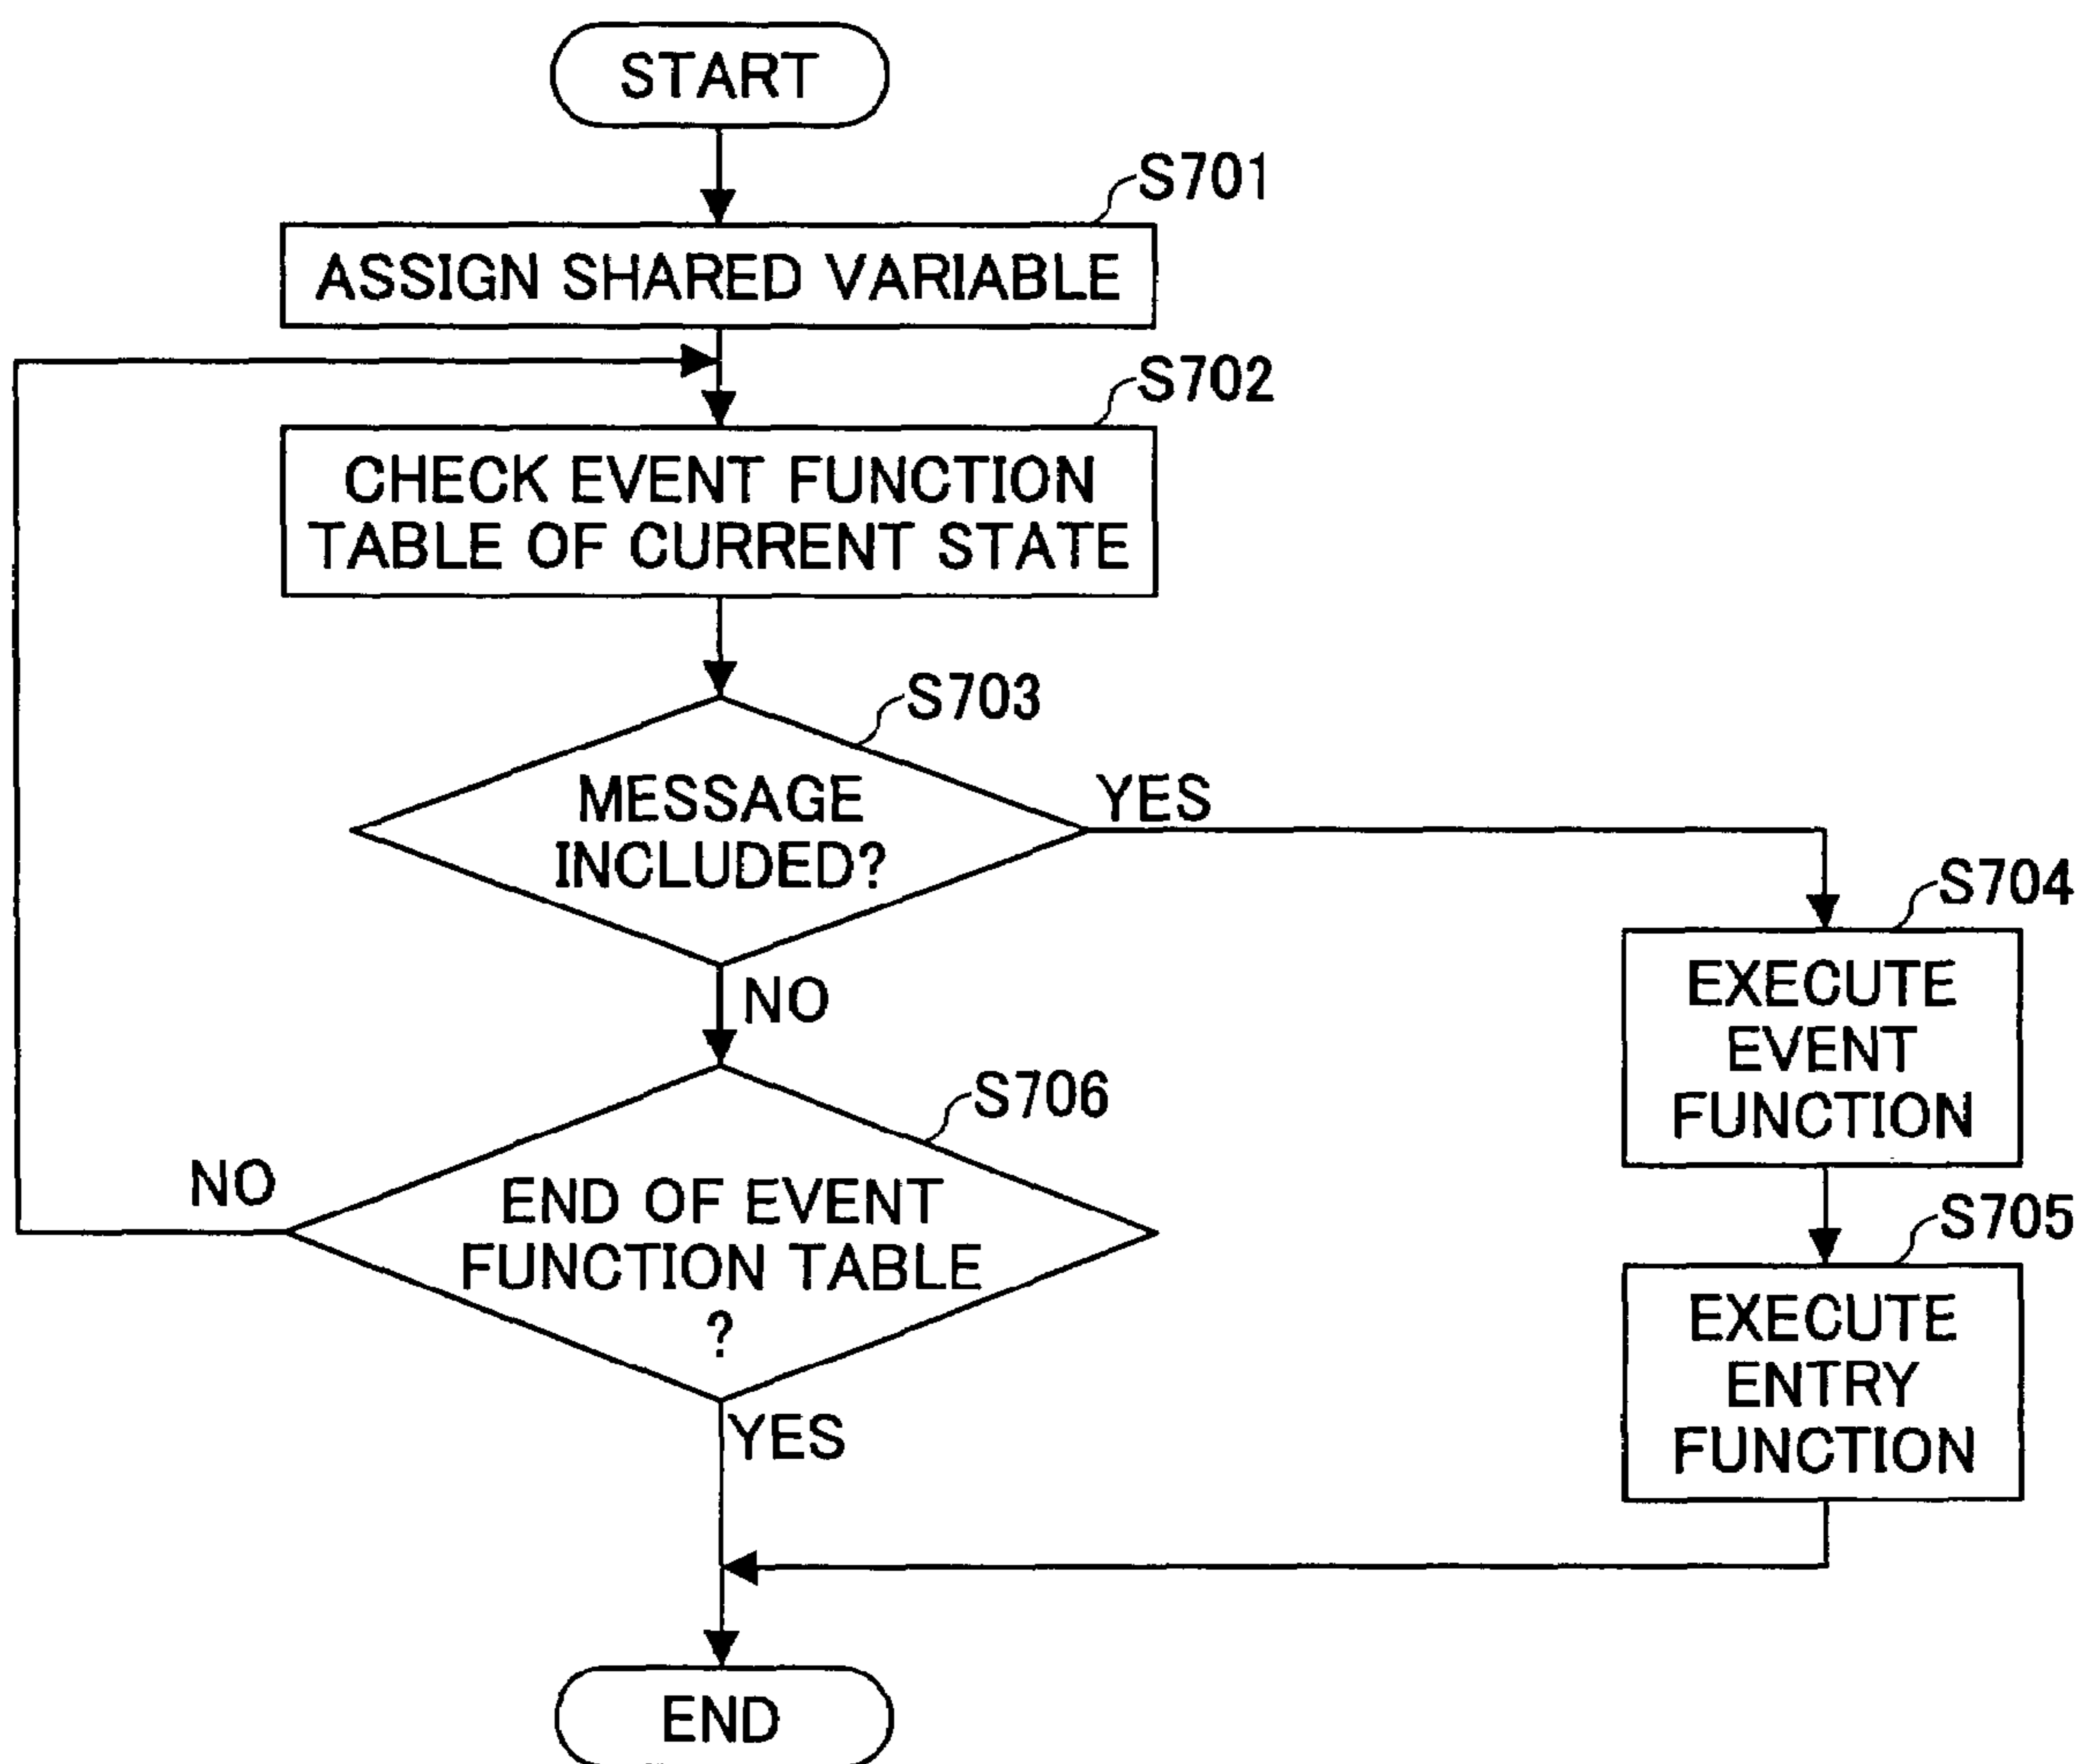 START
S701
ASSIGN SHARED VARIABLE
S702
CHECK EVENT FUNCTION
TABLE OF CURRENT STATE
S703
MESSAGE
INCLUDED?
YES
NO
S704
EXECUTE
EVENT
FUNCTION
S705
EXECUTE
ENTRY
FUNCTION
S706
END OF EVENT
FUNCTION TABLE
?
NO
YES
END